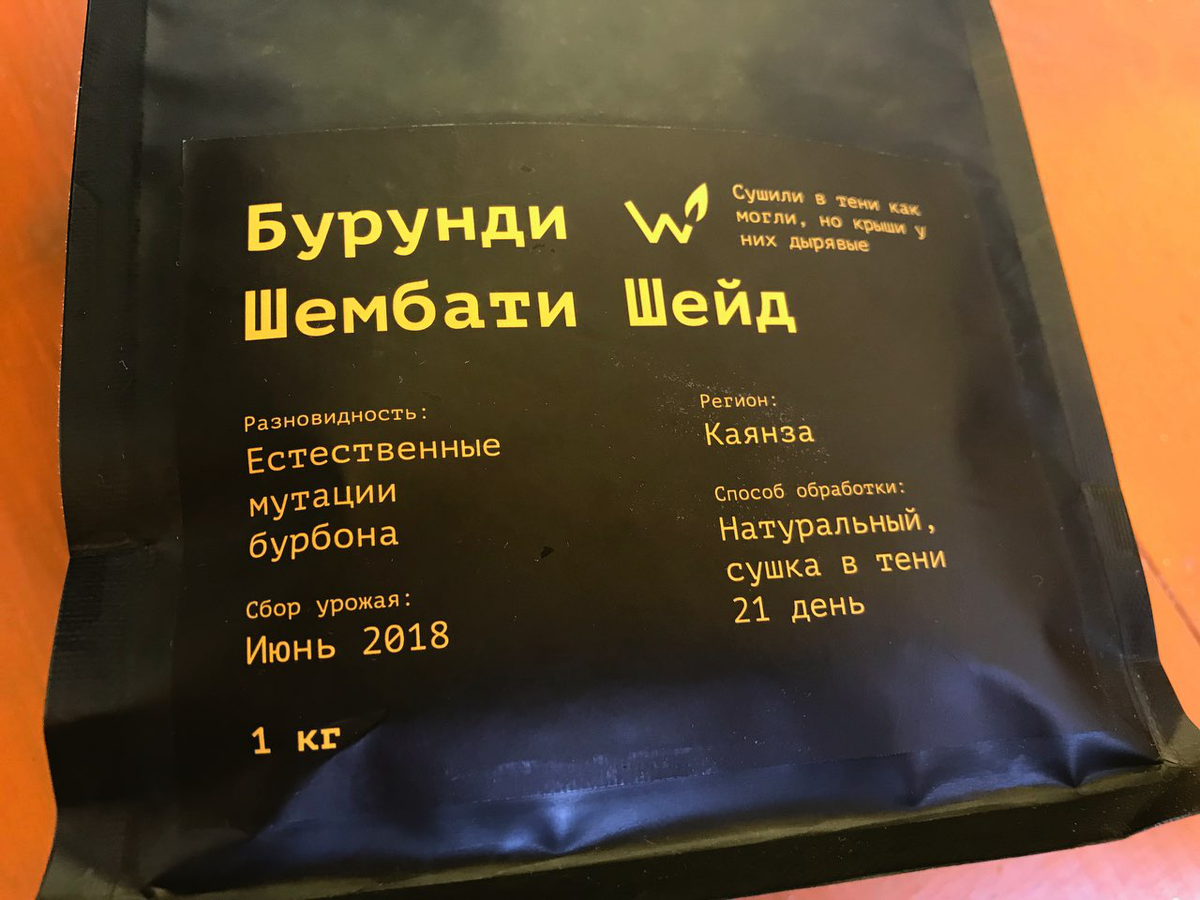 Бурунди
Шембати Шейд
Сушили в тени как
могли, но крыши у
них дырявые
Разновидность:
Естественные
мутации
бурбона
Сбор урожая:
Июнь 2018
1 кг
Регион:
Каянза
Способ обработки:
Натуральный,
сушка в тени
21 день